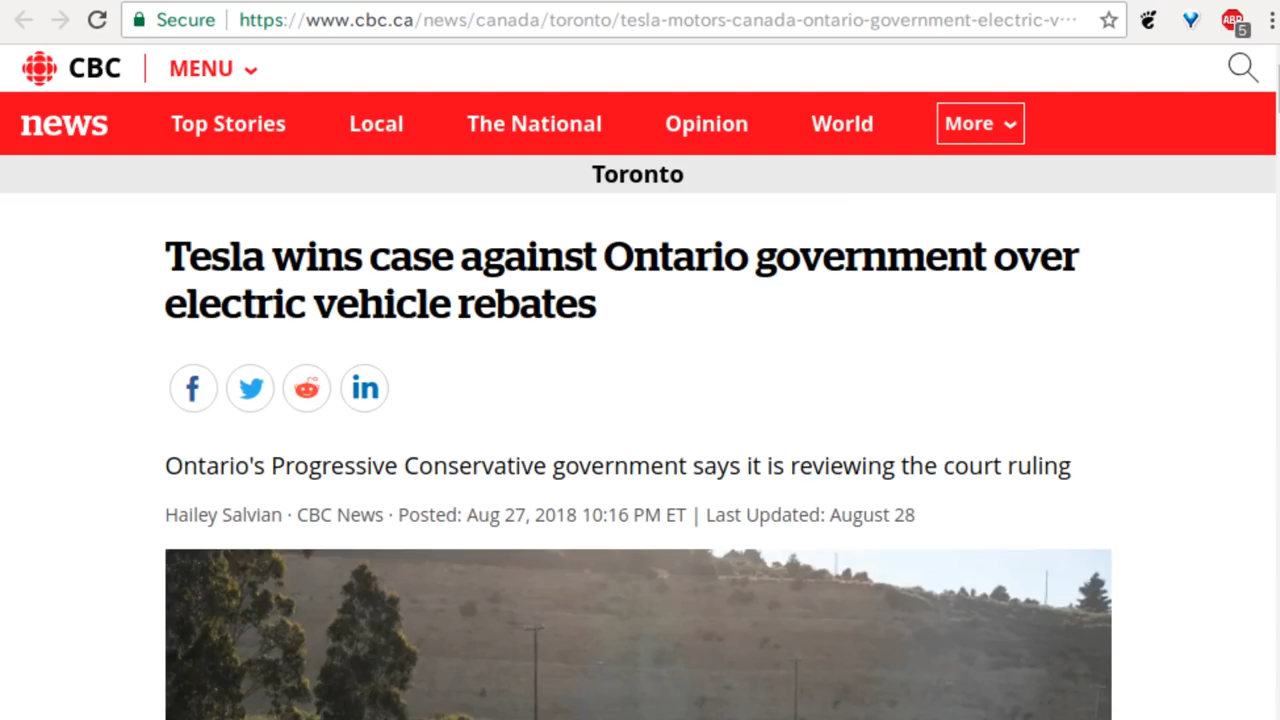 Secure https://www.cbc.ca/news/canada/toronto/tesla-motors-canada-ontario-government-electric-v···
ABP
5
CBC MENU
news Top Stories Local The National Opinion World More
Toronto
Tesla wins case against Ontario government over
electric vehicle rebates
f in
Ontario's Progressive Conservative government says it is reviewing the court ruling
Hailey Salvian · CBC News · Posted: Aug 27, 2018 10:16 PM ET | Last Updated: August 28